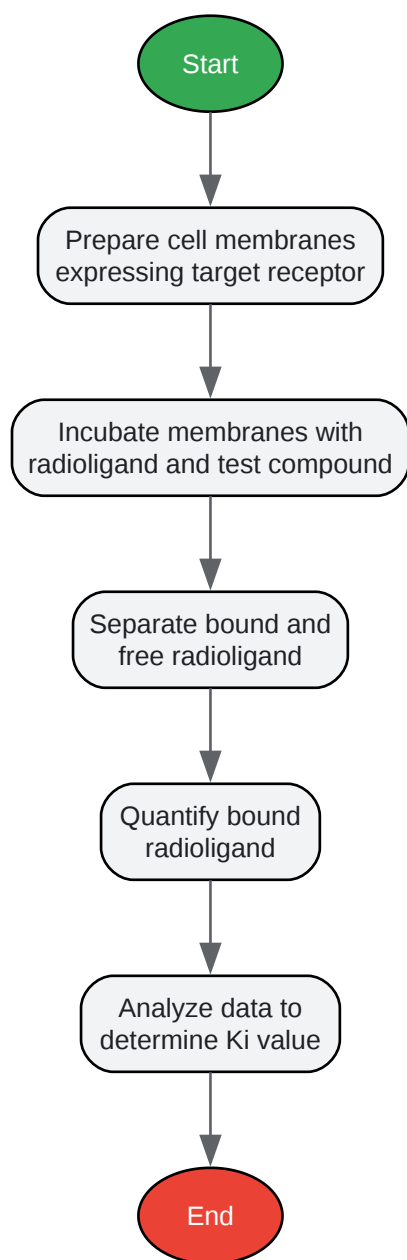 Start
Prepare cell membranes
expressing target receptor
Incubate membranes with
radioligand and test compound
Separate bound and
free radioligand
Quantify bound
radioligand
Analyze data to
determine Ki value
End